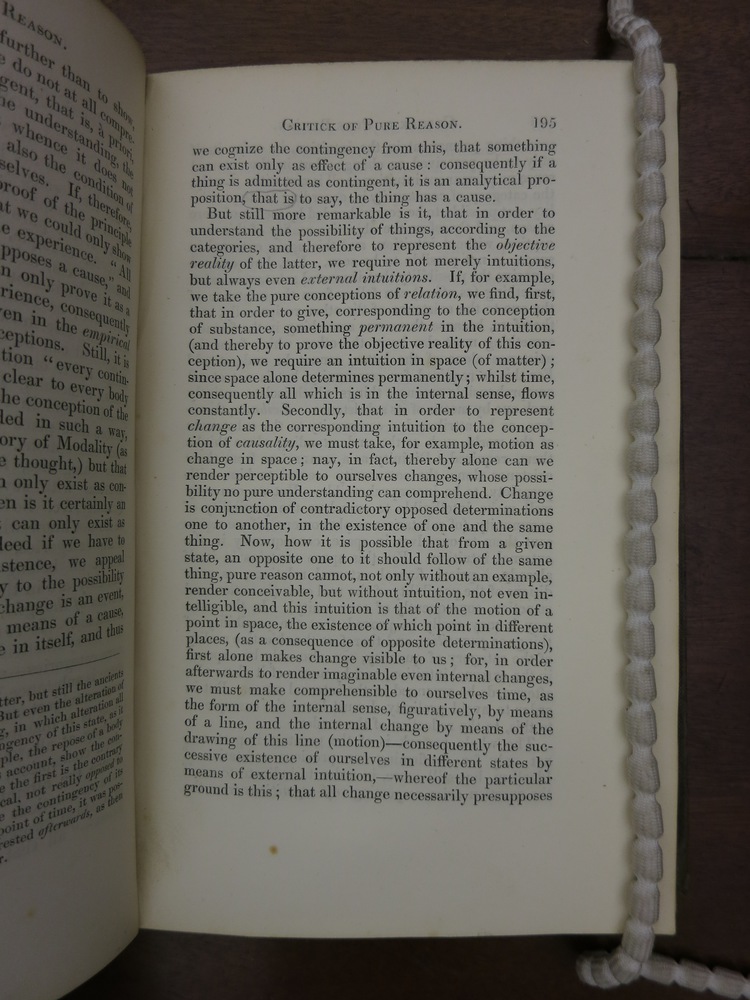 REASON.
further than to show,
do not at all compre-
gent, that is, à priori,
the understanding, the
whence it does not
also the condition of
selves. If, therefore,
proof of the principle
at we could only show
experience. "All
pposes a cause," and
n only prove it as a
rience, consequently
en in the empirical
ceptions. Still, it is
tion "every contin-
clear to every body
he conception of the
ded in such a way,
ory of Modality (as
thought,) but that
n only exist as con-
en is it certainly an
can only exist as
deed if we have to
istence, we appeal
y to the possibility
change is an event,
means of a cause,
e in itself, and thus
tter, but still the ancients
But even the alteration of
g, in which alteration all
ngency of this state, as it
ple, the repose of a body
account, show the con-
e the first is the contrary
cal, not really opposed to
e the contingency of its
point of time, it was pos-
rested afterwards, as then
r.
CRITICK OF PURE REASON. 195
we cognize the contingency from this, that something
can exist only as effect of a cause : consequently if a
thing is admitted as contingent, it is an analytical pro-
position, that is to say, the thing has a cause.
But still more remarkable is it, that in order to
understand the possibility of things, according to the
categories, and therefore to represent the objective
reality of the latter, we require not merely intuitions,
but always even external intuitions. If, for example,
we take the pure conceptions of relation, we find, first,
that in order to give, corresponding to the conception
of substance, something permanent in the intuition,
(and thereby to prove the objective reality of this con-
ception), we require an intuition in space (of matter) ;
since space alone determines permanently ; whilst time,
consequently all which is in the internal sense, flows
constantly. Secondly, that in order to represent
change as the corresponding intuition to the concep-
tion of causality, we must take, for example, motion as
change in space ; nay, in fact, thereby alone can we
render perceptible to ourselves changes, whose possi-
bility no pure understanding can comprehend. Change
is conjunction of contradictory opposed determinations
one to another, in the existence of one and the same
thing. Now, how it is possible that from a given
state, an opposite one to it should follow of the same
thing, pure reason cannot, not only without an example,
render conceivable, but without intuition, not even in-
telligible, and this intuition is that of the motion of a
point in space, the existence of which point in different
places, (as a consequence of opposite determinations),
first alone makes change visible to us ; for, in order
afterwards to render imaginable even internal changes,
we must make comprehensible to ourselves time, as
the form of the internal sense, figuratively, by means
of a line, and the internal change by means of the
drawing of this line (motion)—consequently the suc-
cessive existence of ourselves in different states by
means of external intuition,—whereof the particular
ground is this ; that all change necessarily presupposes